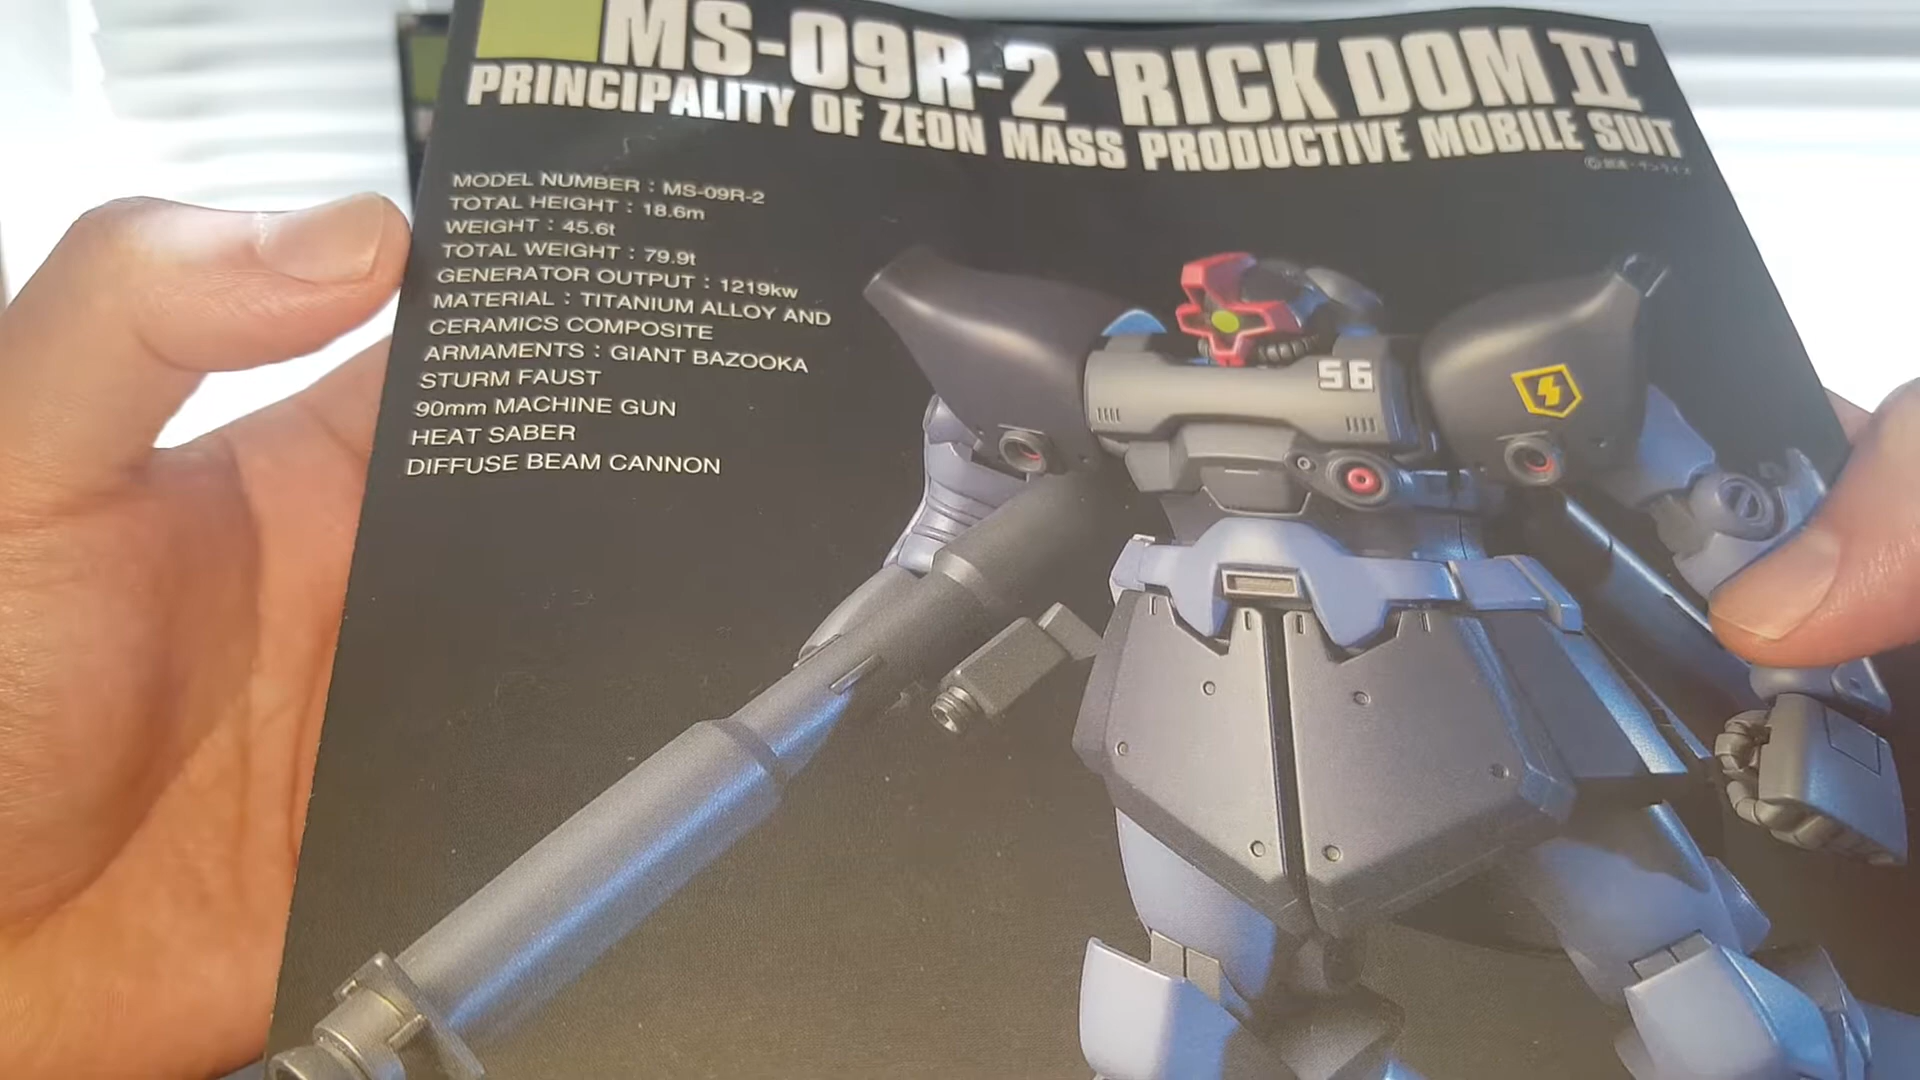 MS-09R-2 'RICK DOM II'
PRINCIPALITY OF ZEON MASS PRODUCTIVE MOBILE SUIT
MODEL NUMBER : MS-09R-2
TOTAL HEIGHT : 18.6m
WEIGHT : 45.6t
TOTAL WEIGHT : 79.9t
GENERATOR OUTPUT : 1219kw
MATERIAL : TITANIUM ALLOY AND
CERAMICS COMPOSITE
ARMAMENTS : GIANT BAZOOKA
STURM FAUST
90mm MACHINE GUN
HEAT SABER
DIFFUSE BEAM CANNON
56